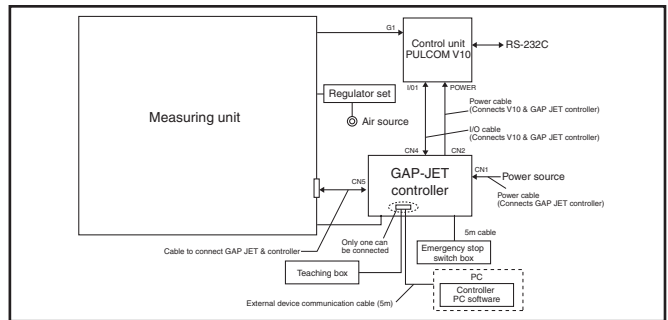 G1
Control unit
PULCOM V10
RS-232C
I/01
POWER
Regulator set
Air source
Measuring unit
Power cable
(Connects V10 & GAP JET controller)
I/O cable
(Connects V10 & GAP JET controller)
CN4
CN2
GAP-JET
controller
CN5
CN1
Power source
Power cable
(Connects GAP JET controller)
Cable to connect GAP JET & controller
Only one can
be connected
5m cable
Emergency stop
switch box
Teaching box
PC
Controller
PC software
External device communication cable (5m)